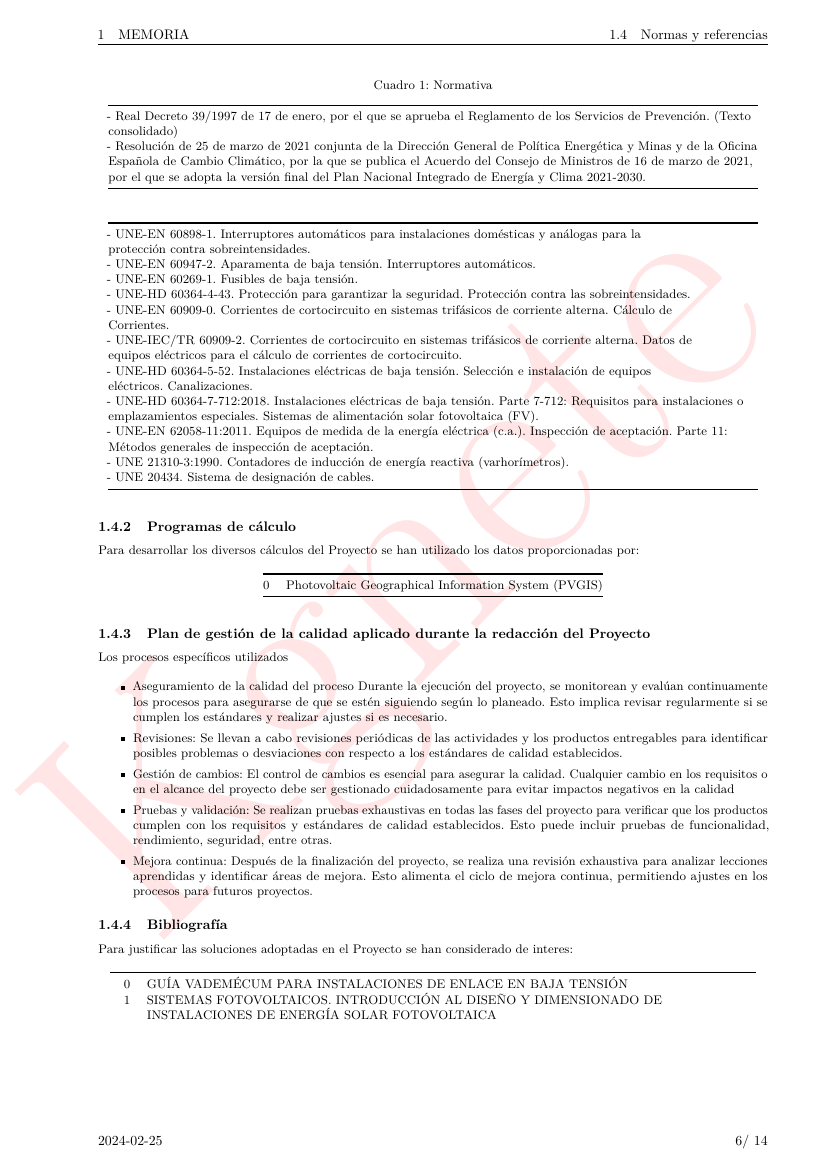 1 MEMORIA 1.4 Normas y referencias
Cuadro 1: Normativa
- Real Decreto 39/1997 de 17 de enero, por el que se aprueba el Reglamento de los Servicios de Prevención. (Texto
consolidado)
- Resolución de 25 de marzo de 2021 conjunta de la Dirección General de Política Energética y Minas y de la Oficina
Española de Cambio Climático, por la que se publica el Acuerdo del Consejo de Ministros de 16 de marzo de 2021,
por el que se adopta la versión final del Plan Nacional Integrado de Energía y Clima 2021-2030.
- UNE-EN 60898-1. Interruptores automáticos para instalaciones domésticas y análogas para la
protección contra sobreintensidades.
- UNE-EN 60947-2. Aparamenta de baja tensión. Interruptores automáticos.
- UNE-EN 60269-1. Fusibles de baja tensión.
- UNE-HD 60364-4-43. Protección para garantizar la seguridad. Protección contra las sobreintensidades.
- UNE-EN 60909-0. Corrientes de cortocircuito en sistemas trifásicos de corriente alterna. Cálculo de
Corrientes.
- UNE-IEC/TR 60909-2. Corrientes de cortocircuito en sistemas trifásicos de corriente alterna. Datos de
equipos eléctricos para el cálculo de corrientes de cortocircuito.
- UNE-HD 60364-5-52. Instalaciones eléctricas de baja tensión. Selección e instalación de equipos
eléctricos. Canalizaciones.
- UNE-HD 60364-7-712:2018. Instalaciones eléctricas de baja tensión. Parte 7-712: Requisitos para instalaciones o
emplazamientos especiales. Sistemas de alimentación solar fotovoltaica (FV).
- UNE-EN 62058-11:2011. Equipos de medida de la energía eléctrica (c.a.). Inspección de aceptación. Parte 11:
Métodos generales de inspección de aceptación.
- UNE 21310-3:1990. Contadores de inducción de energía reactiva (varhorímetros).
- UNE 20434. Sistema de designación de cables.
1.4.2 Programas de cálculo
Para desarrollar los diversos cálculos del Proyecto se han utilizado los datos proporcionadas por:
0 Photovoltaic Geographical Information System (PVGIS)
1.4.3 Plan de gestión de la calidad aplicado durante la redacción del Proyecto
Los procesos específicos utilizados
▪ Aseguramiento de la calidad del proceso Durante la ejecución del proyecto, se monitorean y evalúan continuamente
los procesos para asegurarse de que se estén siguiendo según lo planeado. Esto implica revisar regularmente si se
cumplen los estándares y realizar ajustes si es necesario.
▪ Revisiones: Se llevan a cabo revisiones periódicas de las actividades y los productos entregables para identificar
posibles problemas o desviaciones con respecto a los estándares de calidad establecidos.
▪ Gestión de cambios: El control de cambios es esencial para asegurar la calidad. Cualquier cambio en los requisitos o
en el alcance del proyecto debe ser gestionado cuidadosamente para evitar impactos negativos en la calidad
▪ Pruebas y validación: Se realizan pruebas exhaustivas en todas las fases del proyecto para verificar que los productos
cumplen con los requisitos y estándares de calidad establecidos. Esto puede incluir pruebas de funcionalidad,
rendimiento, seguridad, entre otras.
▪ Mejora continua: Después de la finalización del proyecto, se realiza una revisión exhaustiva para analizar lecciones
aprendidas y identificar áreas de mejora. Esto alimenta el ciclo de mejora continua, permitiendo ajustes en los
procesos para futuros proyectos.
1.4.4 Bibliografía
Para justificar las soluciones adoptadas en el Proyecto se han considerado de interes:
0 GUÍA VADEMÉCUM PARA INSTALACIONES DE ENLACE EN BAJA TENSIÓN
1 SISTEMAS FOTOVOLTAICOS. INTRODUCCIÓN AL DISEÑO Y DIMENSIONADO DE
INSTALACIONES DE ENERGÍA SOLAR FOTOVOLTAICA
2024-02-25 6/ 14
Kgnete